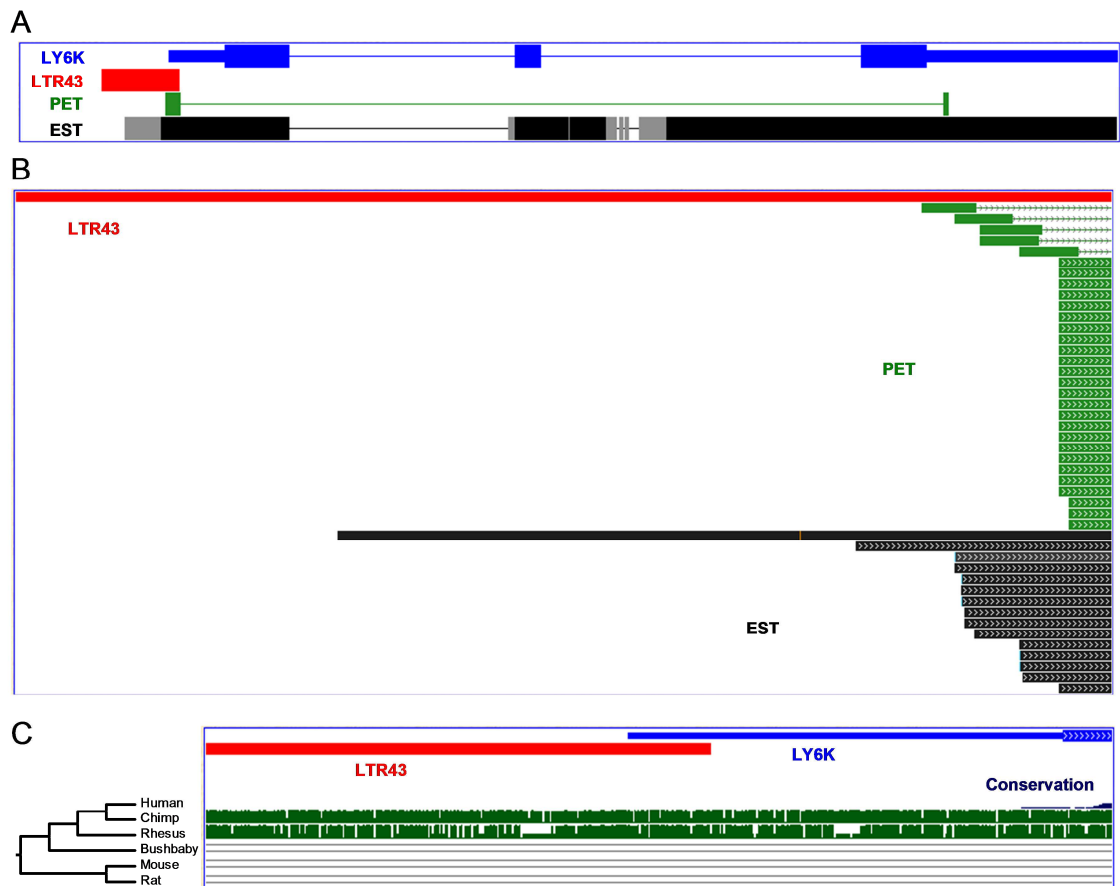 A
LY6K
LTR43
PET
EST
B
LTR43
PET
EST
C
LY6K
LTR43
Conservation
Human
Chimp
Rhesus
Bushbaby
Mouse
Rat